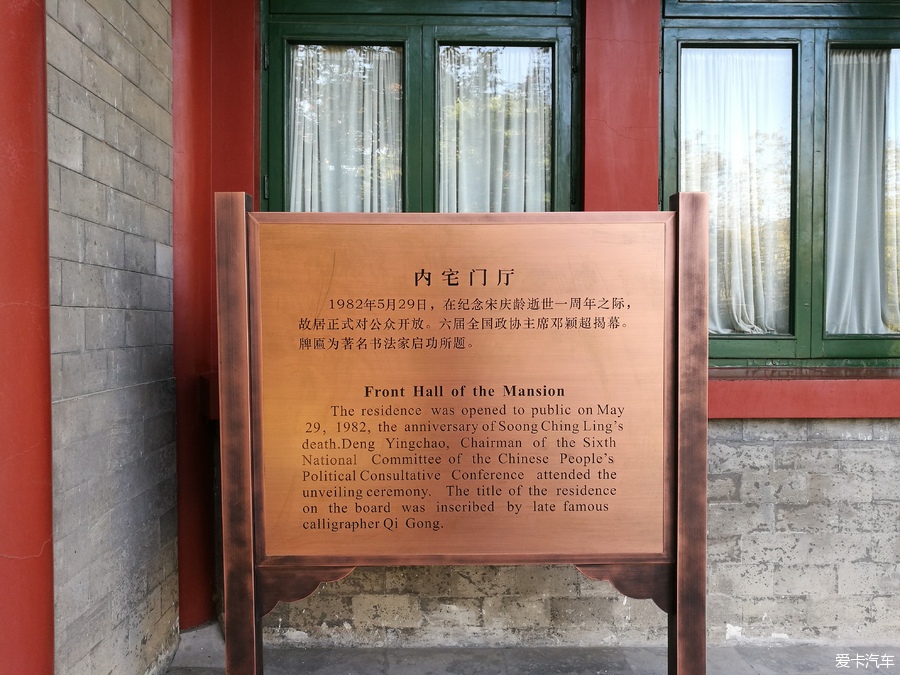 内宅门厅
1982年5月29日，在纪念宋庆龄逝世一周年之际，
故居正式对公众开放。六届全国政协主席邓颖超揭幕。
牌匾为著名书法家启功所题。
Front Hall of the Mansion
The residence was opened to public on May
29, 1982, the anniversary of Soong Ching Ling's
death.Deng Yingchao, Chairman of the Sixth
National Committee of the Chinese People's
Political Consultative Conference attended the
unveiling ceremony. The title of the residence
on the board was inscribed by late famous
calligrapher Qi Gong.
爱卡汽车